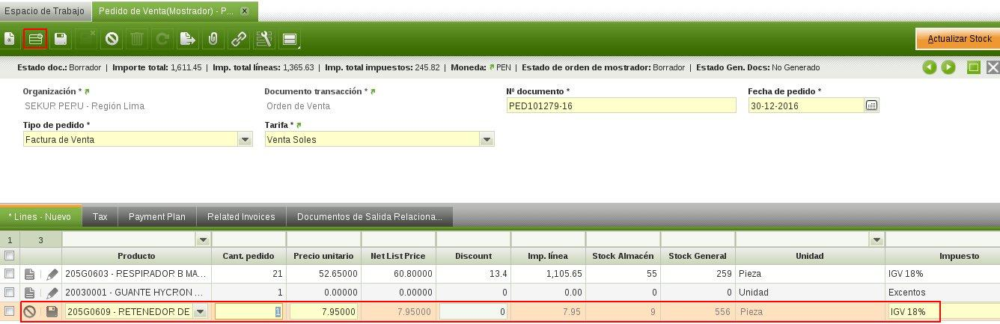 Espacio de Trabajo Pedido de Venta(Mostrador) - P...
Actualizar Stock
Estado doc.: Borrador | Importe total: 1,611.45 | Imp. total líneas: 1,365.63 | Imp. total impuestos: 245.82 | Moneda: PEN | Estado de orden de mostrador: Borrador | Estado Gen. Docs: No Generado
Organización * Documento transacción * Nº documento * Fecha de pedido *
SEKUR PERU - Región Lima Orden de Venta PED101279-16 30-12-2016
Tipo de pedido * Tarifa *
Factura de Venta Venta Soles
* Lines - Nuevo Tax Payment Plan Related Invoices Documentos de Salida Relaciona...
1 3
Producto Cant. pedido Precio unitario Net List Price Discount Imp. línea Stock Almacén Stock General Unidad Impuesto
205G0603 - RESPIRADOR B MA... 21 52.65000 60.80000 13.4 1,105.65 55 259 Pieza IGV 18%
20030001 - GUANTE HYCRON ... 1 0.00000 0.00000 0 0.00 0 0 Unidad Excentos
205G0609 - RETENEDOR DE 1 7.95000 7.95000 0 7.95 9 556 Pieza IGV 18%